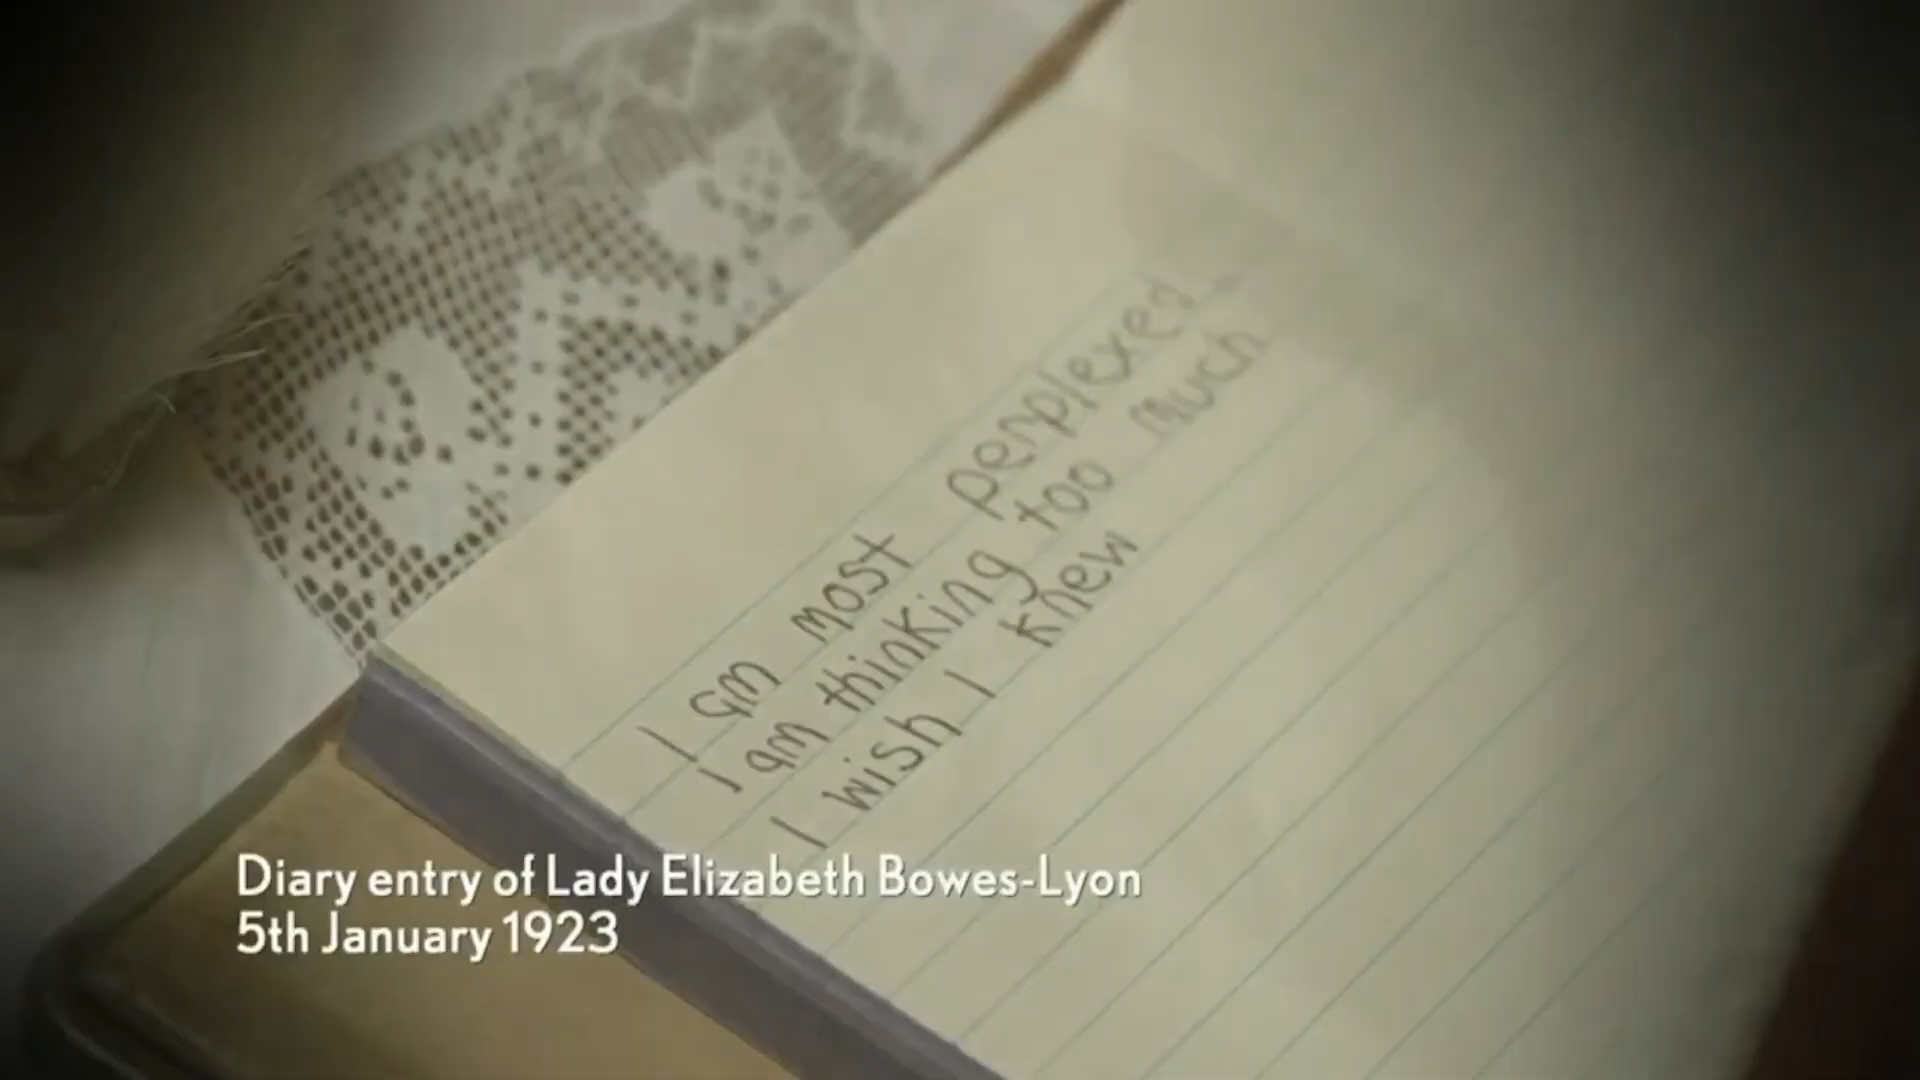 I am most perplexed
I am thinking too much
I wish I knew
Diary entry of Lady Elizabeth Bowes-Lyon
5th January 1923